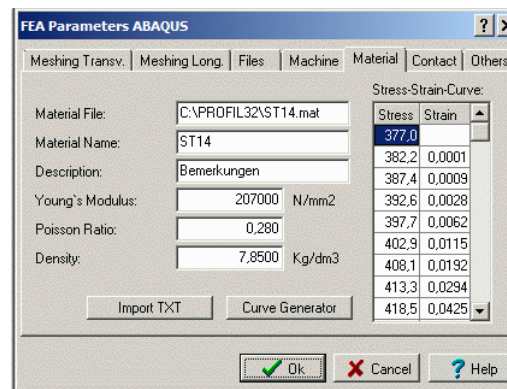 FEA Parameters ABAQUS
Meshing Transv. Meshing Long. Files Machine Material Contact Others
Material File: C:\PROFIL32\ST14.mat
Material Name: ST14
Description: Bemerkungen
Young`s Modulus: 207000 N/mm2
Poisson Ratio: 0,280
Density: 7,8500 Kg/dm3
Import TXT Curve Generator
Stress-Strain-Curve:
Stress Strain
377,0
382,2 0,0001
387,4 0,0009
392,6 0,0028
397,7 0,0062
402,9 0,0115
408,1 0,0192
413,3 0,0294
418,5 0,0425
Ok Cancel Help